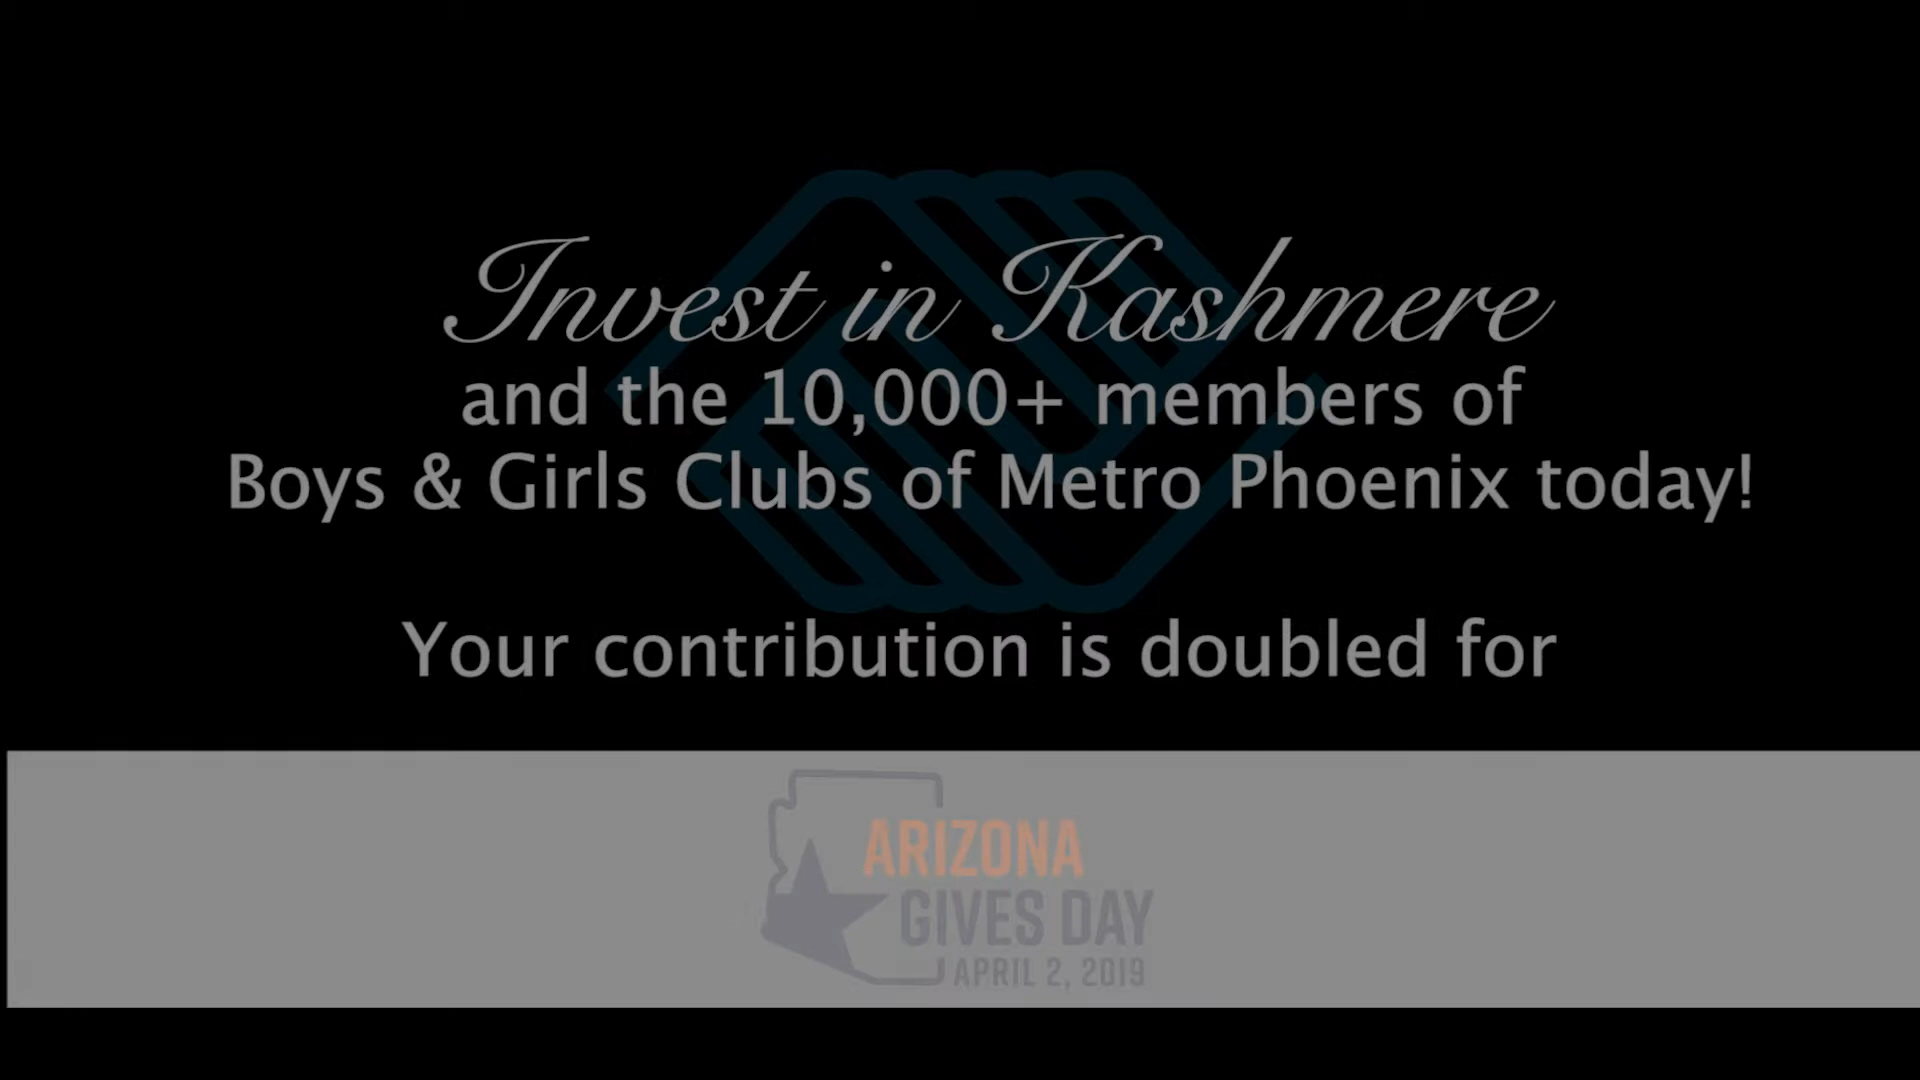 Invest in Kashmere
and the 10,000+ members of
Boys & Girls Clubs of Metro Phoenix today!
Your contribution is doubled for
ARIZONA
GIVES DAY
APRIL 2, 2019